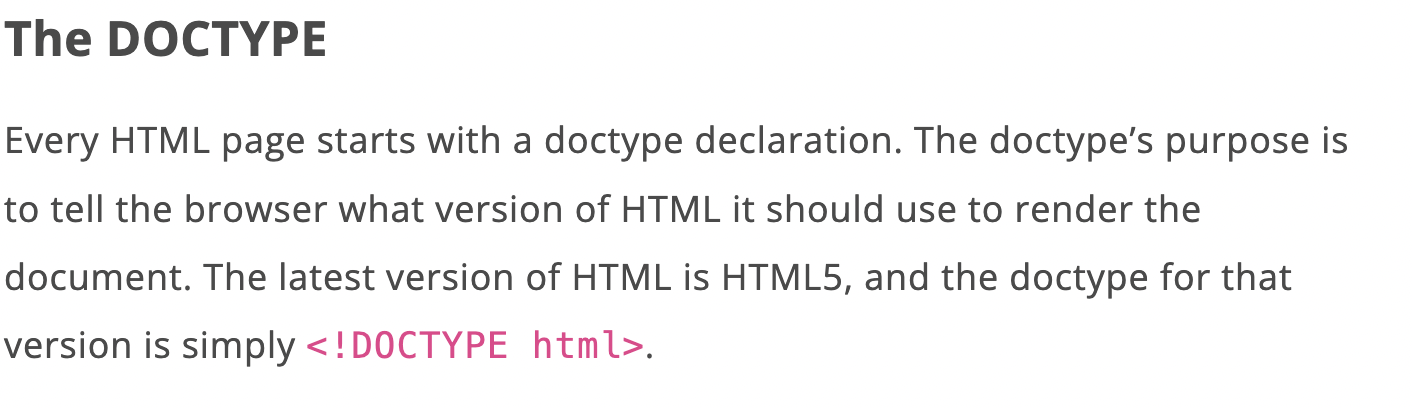 The DOCTYPE
Every HTML page starts with a doctype declaration. The doctype’s purpose is
to tell the browser what version of HTML it should use to render the
document. The latest version of HTML is HTML5, and the doctype for that
version is simply <!DOCTYPE html>.